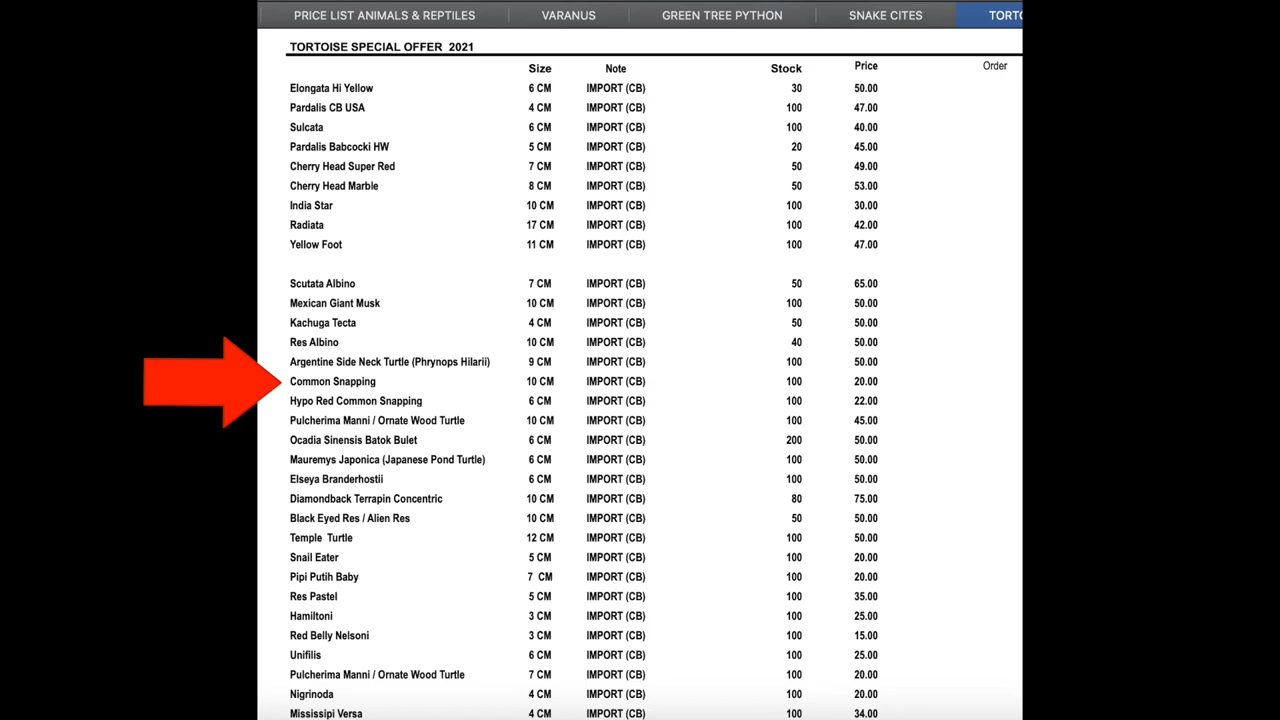 PRICE LIST ANIMALS & REPTILES VARANUS GREEN TREE PYTHON SNAKE CITES
TORTOISE SPECIAL OFFER 2021
Size Note Stock Price Order
Elongata Hi Yellow 6 CM IMPORT (CB) 30 50.00
Pardalis CB USA 4 CM IMPORT (CB) 100 47.00
Sulcata 6 CM IMPORT (CB) 100 40.00
Pardalis Babcocki HW 5 CM IMPORT (CB) 20 45.00
Cherry Head Super Red 7 CM IMPORT (CB) 50 49.00
Cherry Head Marble 8 CM IMPORT (CB) 50 53.00
India Star 10 CM IMPORT (CB) 100 30.00
Radiata 17 CM IMPORT (CB) 100 42.00
Yellow Foot 11 CM IMPORT (CB) 100 47.00
Scutata Albino 7 CM IMPORT (CB) 50 65.00
Mexican Giant Musk 10 CM IMPORT (CB) 100 50.00
Kachuga Tecta 4 CM IMPORT (CB) 50 50.00
Res Albino 10 CM IMPORT (CB) 40 50.00
Argentine Side Neck Turtle (Phrynops Hilarii) 9 CM IMPORT (CB) 100 50.00
Common Snapping 10 CM IMPORT (CB) 100 20.00
Hypo Red Common Snapping 6 CM IMPORT (CB) 100 22.00
Pulcherima Manni / Ornate Wood Turtle 10 CM IMPORT (CB) 100 45.00
Ocadia Sinensis Batok Bulet 6 CM IMPORT (CB) 200 50.00
Mauremys Japonica (Japanese Pond Turtle) 6 CM IMPORT (CB) 100 50.00
Elseya Branderhostii 6 CM IMPORT (CB) 100 50.00
Diamondback Terrapin Concentric 10 CM IMPORT (CB) 80 75.00
Black Eyed Res / Alien Res 10 CM IMPORT (CB) 50 50.00
Temple Turtle 12 CM IMPORT (CB) 100 50.00
Snail Eater 5 CM IMPORT (CB) 100 20.00
Pipi Putih Baby 7 CM IMPORT (CB) 100 20.00
Res Pastel 5 CM IMPORT (CB) 100 35.00
Hamiltoni 3 CM IMPORT (CB) 100 25.00
Red Belly Nelsoni 3 CM IMPORT (CB) 100 15.00
Unifilis 6 CM IMPORT (CB) 100 25.00
Pulcherima Manni / Ornate Wood Turtle 7 CM IMPORT (CB) 100 20.00
Nigrinoda 4 CM IMPORT (CB) 100 20.00
Mississipi Versa 4 CM IMPORT (CB) 100 34.00